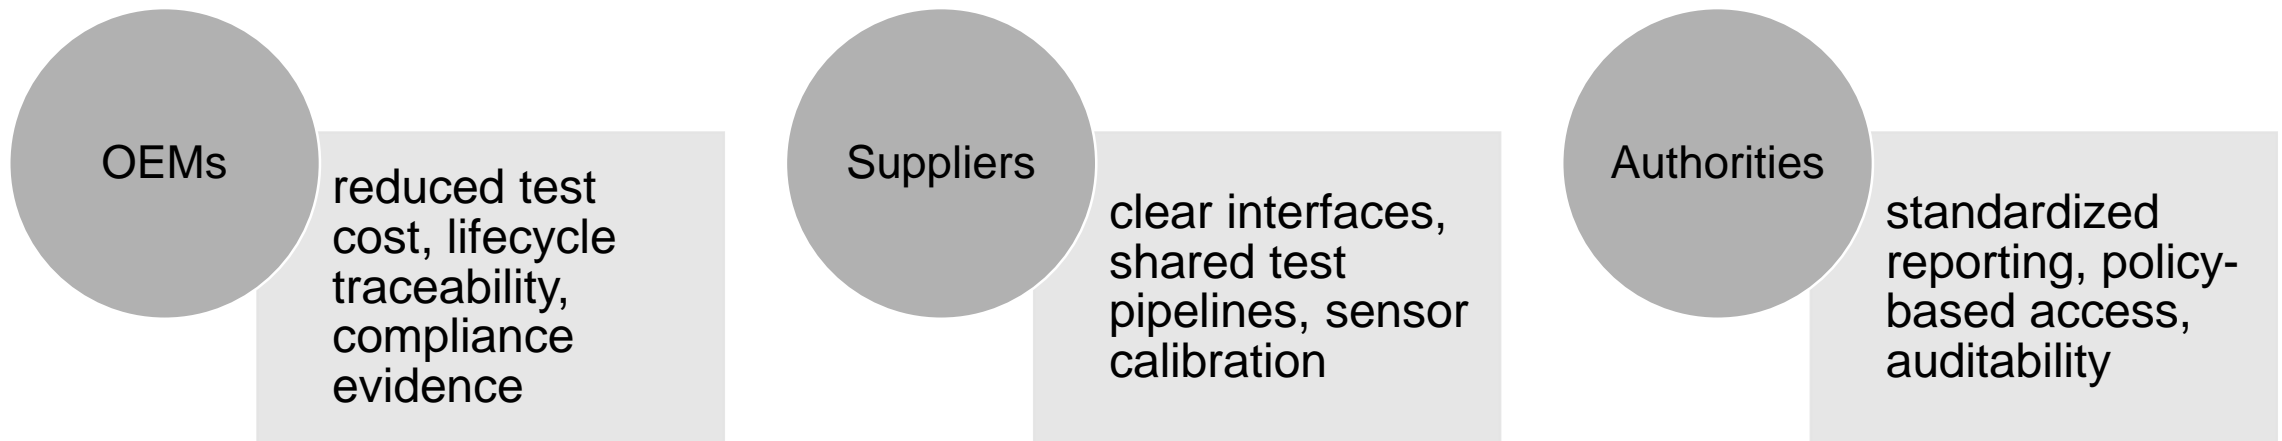 OEMs
reduced test
cost, lifecycle
traceability,
compliance
evidence
Suppliers
clear interfaces,
shared test
pipelines, sensor
calibration
Authorities
standardized
reporting, policy-
based access,
auditability